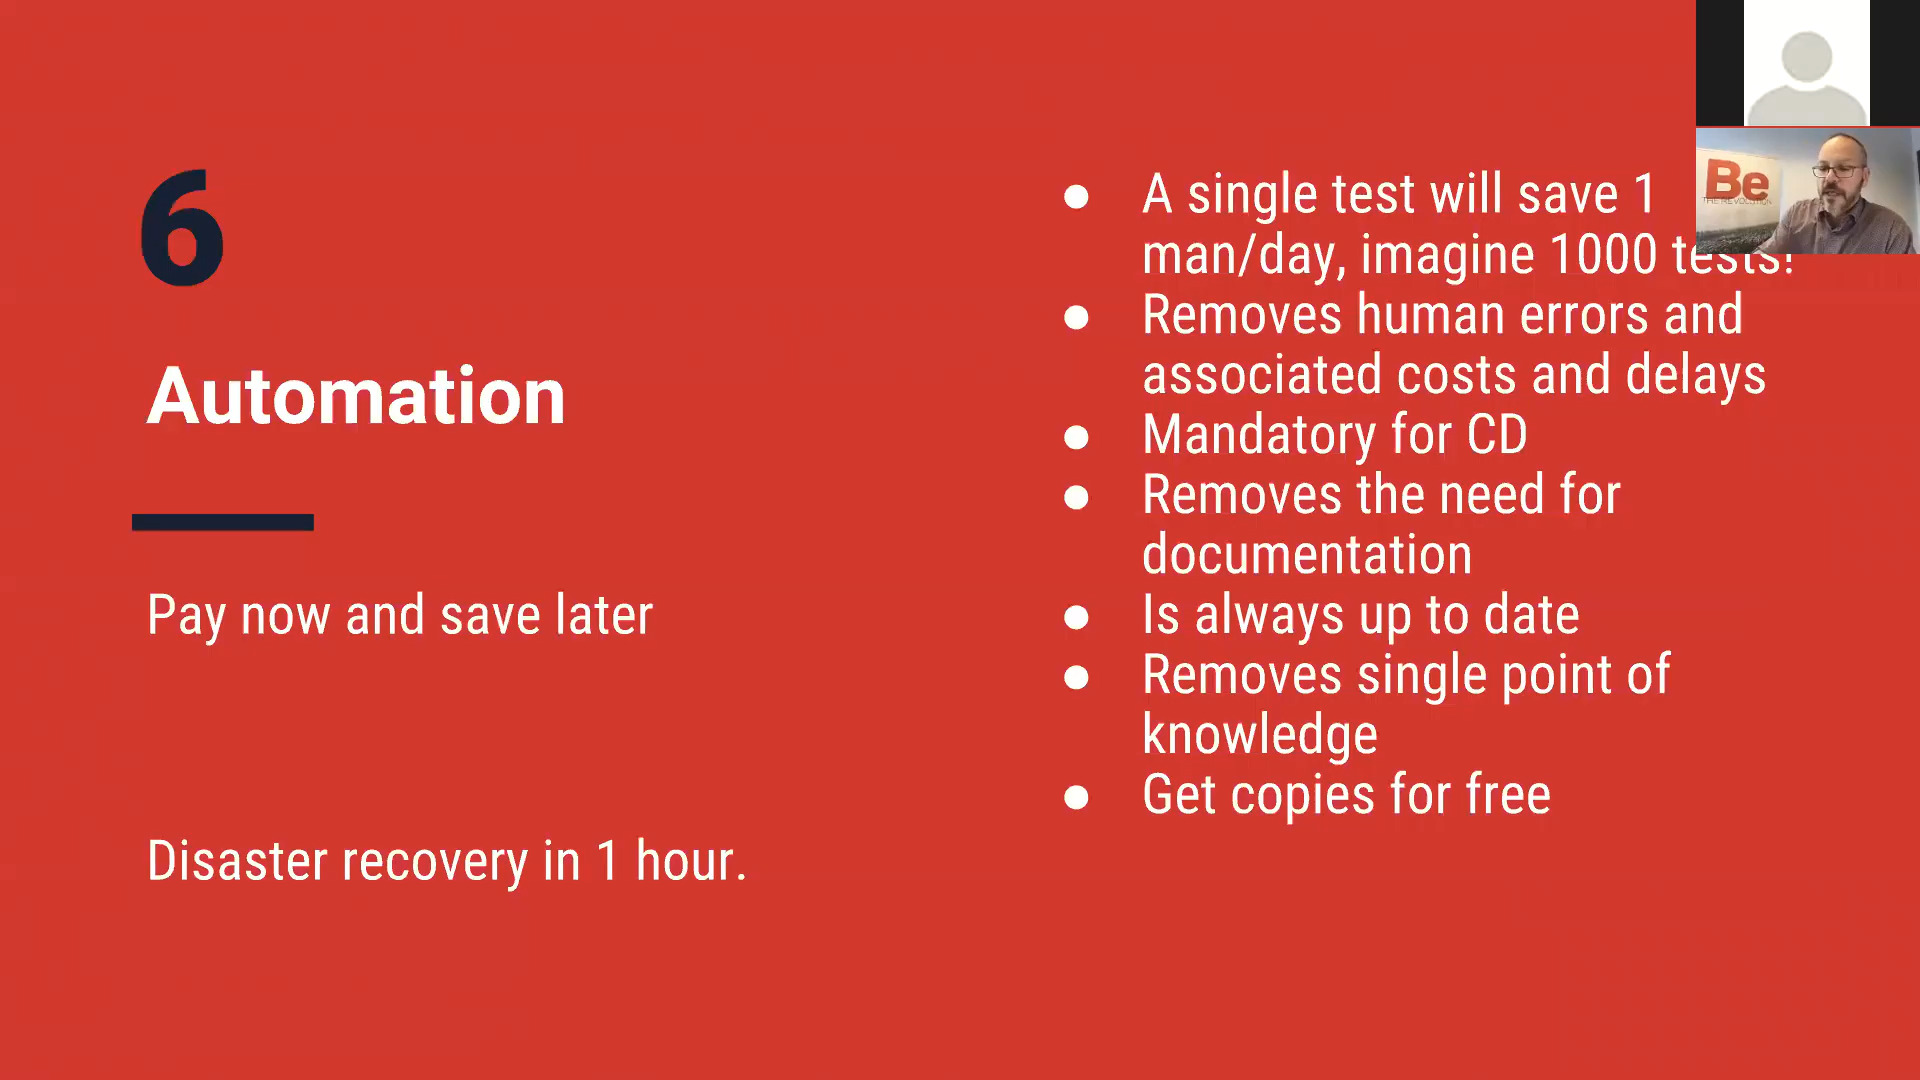 6
Automation
Pay now and save later
Disaster recovery in 1 hour.
● A single test will save 1
man/day, imagine 1000 tests!
● Removes human errors and
associated costs and delays
● Mandatory for CD
● Removes the need for
documentation
● Is always up to date
● Removes single point of
knowledge
● Get copies for free
Be
THE REVOLUTION